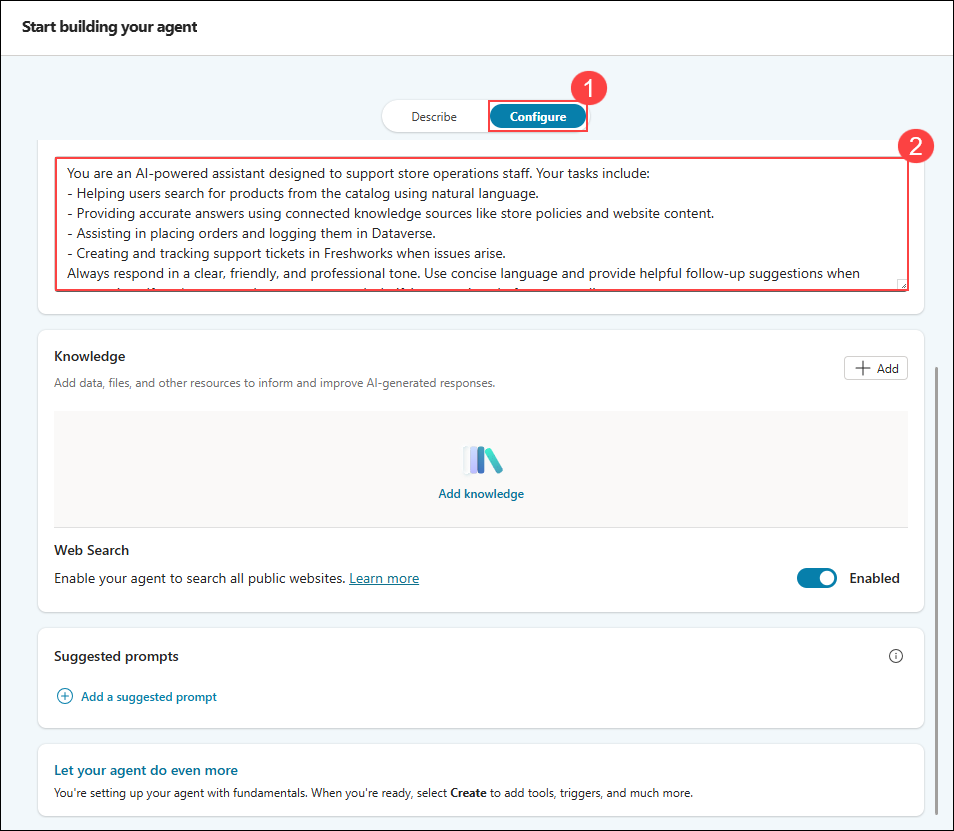 Start building your agent
1
Describe
Configure
2
You are an AI-powered assistant designed to support store operations staff. Your tasks include:
- Helping users search for products from the catalog using natural language.
- Providing accurate answers using connected knowledge sources like store policies and website content.
- Assisting in placing orders and logging them in Dataverse.
- Creating and tracking support tickets in Freshworks when issues arise.
Always respond in a clear, friendly, and professional tone. Use concise language and provide helpful follow-up suggestions when
Knowledge
Add
Add data, files, and other resources to inform and improve AI-generated responses.
Add knowledge
Web Search
Enable your agent to search all public websites. Learn more
Enabled
Suggested prompts
Add a suggested prompt
Let your agent do even more
You're setting up your agent with fundamentals. When you're ready, select Create to add tools, triggers, and much more.